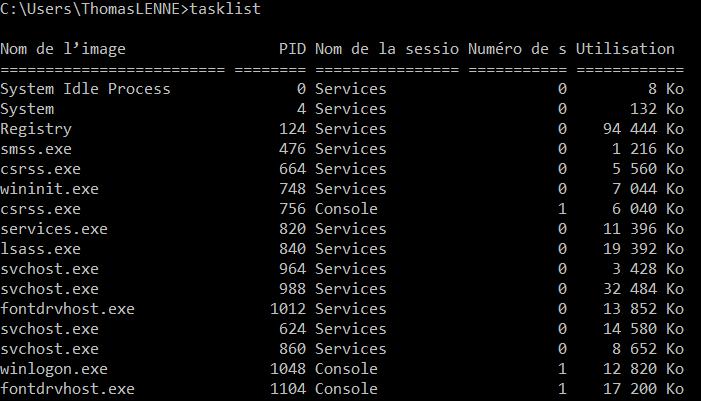 C:\Users\ThomasLENNE>tasklist
Nom de l’image                 PID Nom de la sessio Numéro de s Utilisation
========================= ======== ================ =========== ============
System Idle Process              0 Services                   0         8 Ko
System                           4 Services                   0       132 Ko
Registry                       124 Services                   0    94 444 Ko
smss.exe                       476 Services                   0     1 216 Ko
csrss.exe                      664 Services                   0     5 560 Ko
wininit.exe                    748 Services                   0     7 044 Ko
csrss.exe                      756 Console                    1     6 040 Ko
services.exe                   820 Services                   0    11 396 Ko
lsass.exe                      840 Services                   0    19 392 Ko
svchost.exe                    964 Services                   0     3 428 Ko
svchost.exe                    988 Services                   0    32 484 Ko
fontdrvhost.exe               1012 Services                   0    13 852 Ko
svchost.exe                    624 Services                   0    14 580 Ko
svchost.exe                    860 Services                   0     8 652 Ko
winlogon.exe                  1048 Console                    1    12 820 Ko
fontdrvhost.exe               1104 Console                    1    17 200 Ko